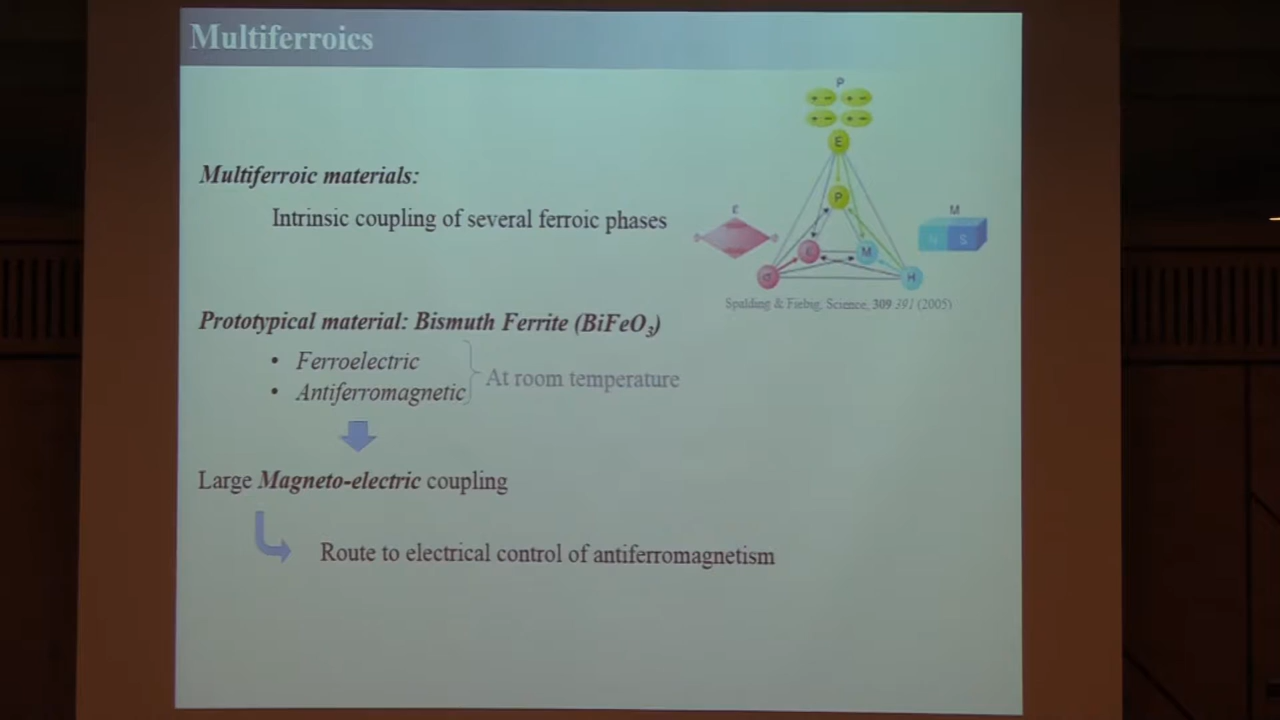 Multiferroics
P
+ - + -
+ - + -
E
Multiferroic materials:
P
ε
M
Intrinsic coupling of several ferroic phases
N S
ε M
σ H
Spalding & Fiebig, Science, 309 391 (2005)
Prototypical material: Bismuth Ferrite (BiFeO₃)
• Ferroelectric
At room temperature
• Antiferromagnetic
Large Magneto-electric coupling
Route to electrical control of antiferromagnetism